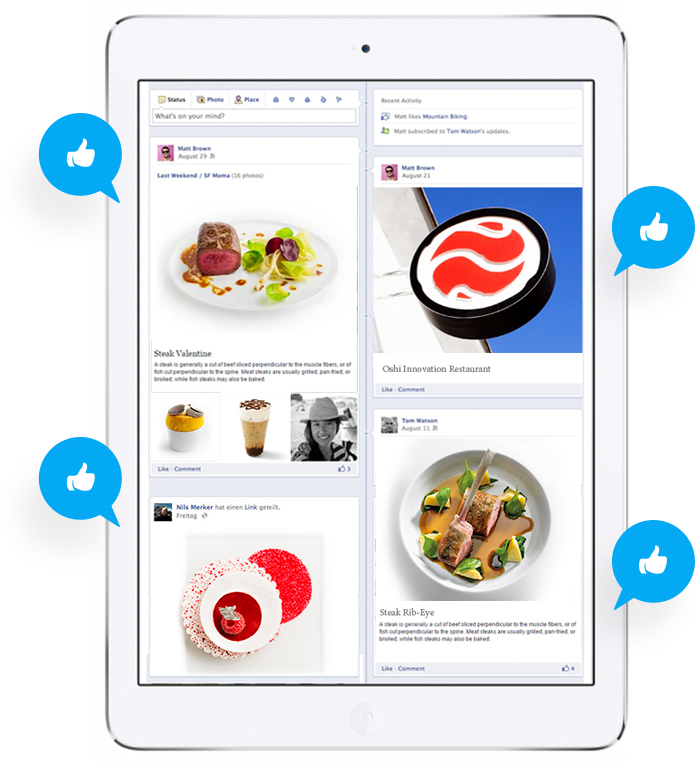 Status Photo Place
What's on your mind?
Matt Brown
August 29
Last Weekend / SF Moma (16 photos)
Steak Valentine
A steak is generally a cut of beef sliced perpendicular to the muscle fibers, or of
fish cut perpendicular to the spine. Meat steaks are usually grilled, pan-fried, or
broiled, while fish steaks may also be baked.
Like · Comment 3
Nils Merker hat einen Link geteilt.
Freitag
Recent Activity
Matt likes Mountain Biking.
Matt subscribed to Tom Watson's updates.
Matt Brown
August 21
Oshi Innovation Restaurant
Like · Comment
Tom Watson
August 11
Steak Rib-Eye
A steak is generally a cut of beef sliced perpendicular to the muscle fibers, or of
fish cut perpendicular to the spine. Meat steaks are usually grilled, pan-fried, or
broiled, while fish steaks may also be baked.
Like · Comment 4